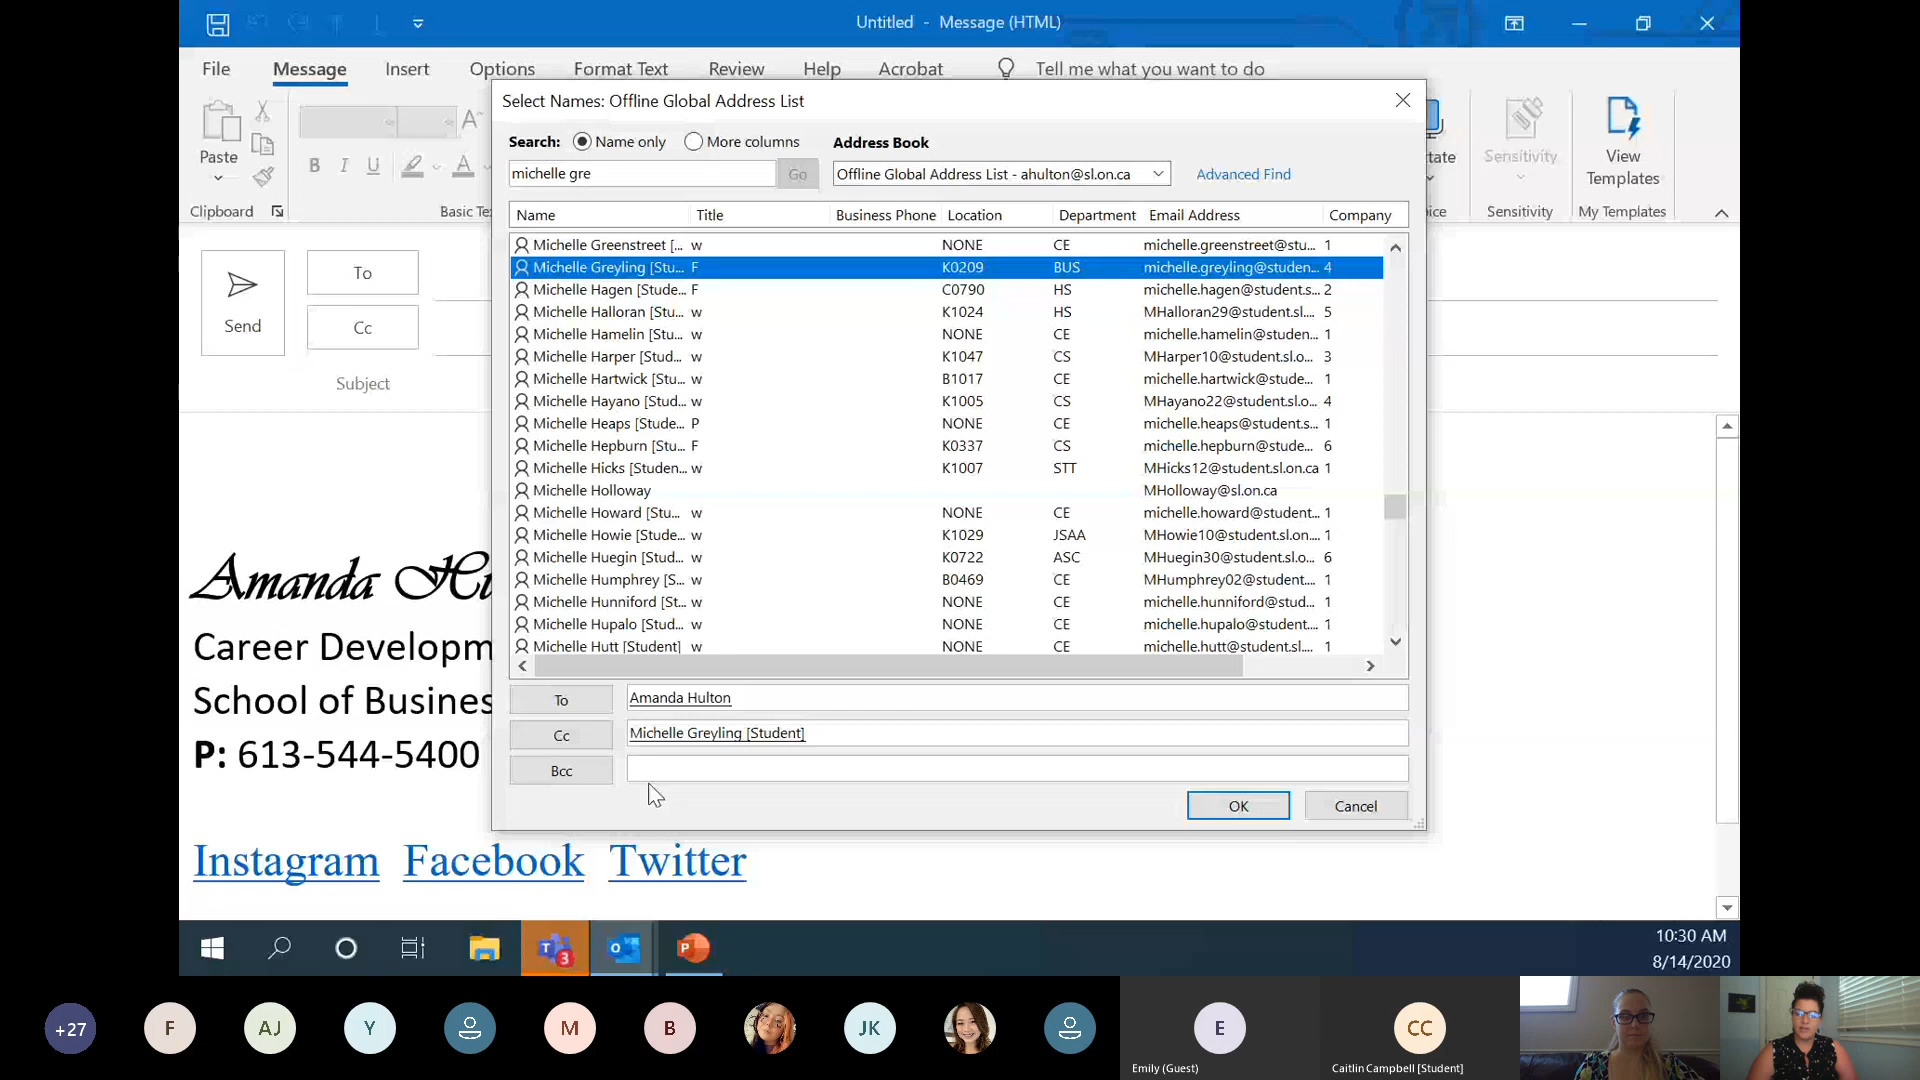 Untitled - Message (HTML)
File Message Insert Options Format Text Review Help Acrobat Tell me what you want to do
Select Names: Offline Global Address List
Search: Name only More columns Address Book
michelle gre Go Offline Global Address List - ahulton@sl.on.ca Advanced Find
Paste
B I U A
Clipboard
Sensitivity
View
Templates
Sensitivity
My Templates
Name Title Business Phone Location Department Email Address Company
Michelle Greenstreet [... w NONE CE michelle.greenstreet@stu... 1
Michelle Greyling [Stu... F K0209 BUS michelle.greyling@studen... 4
Michelle Hagen [Stude... F C0790 HS michelle.hagen@student.s... 2
Michelle Halloran [Stu... w K1024 HS MHalloran29@student.sl.... 5
Michelle Hamelin [Stu... w NONE CE michelle.hamelin@studen... 1
Michelle Harper [Stud... w K1047 CS MHarper10@student.sl.o... 3
Michelle Hartwick [Stu... w B1017 CE michelle.hartwick@stude... 1
Michelle Hayano [Stud... w K1005 CS MHayano22@student.sl.o... 4
Michelle Heaps [Stude... P NONE CE michelle.heaps@student.s... 1
Michelle Hepburn [Stu... F K0337 CS michelle.hepburn@stude... 6
Michelle Hicks [Studen... w K1007 STT MHicks12@student.sl.on.ca 1
Michelle Holloway MHolloway@sl.on.ca
Michelle Howard [Stu... w NONE CE michelle.howard@student... 1
Michelle Howie [Stude... w K1029 JSAA MHowie10@student.sl.on.... 1
Michelle Huegin [Stud... w K0722 ASC MHuegin30@student.sl.o... 6
Michelle Humphrey [S... w B0469 CE MHumphrey02@student.... 1
Michelle Hunniford [St... w NONE CE michelle.hunniford@stud... 1
Michelle Hupalo [Stud... w NONE CE michelle.hupalo@student.... 1
Michelle Hutt [Student] w NONE CE michelle.hutt@student.sl.... 1
To Amanda Hulton
Cc Michelle Greyling [Student]
Bcc
OK Cancel
Send
To
Cc
Subject
Amanda Hu
Career Developm
School of Busines
P: 613-544-5400
Instagram Facebook Twitter
10:30 AM
8/14/2020
+27 F AJ Y M B JK E CC
Emily (Guest) Caitlin Campbell [Student]